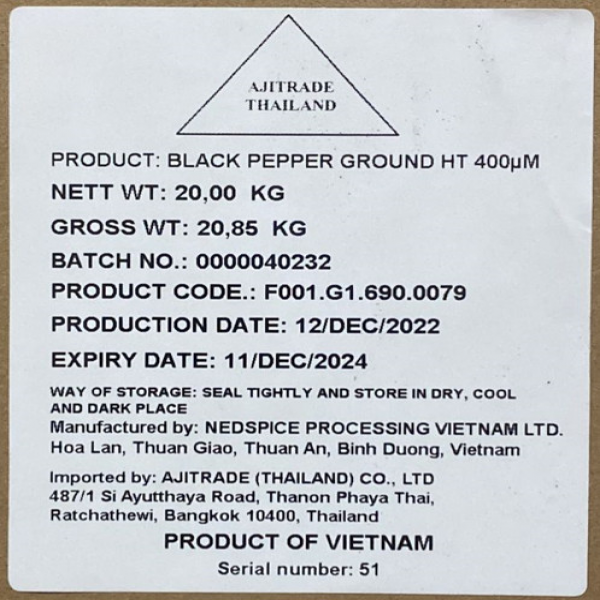 AJITRADE
THAILAND
PRODUCT: BLACK PEPPER GROUND HT 400µM
NETT WT: 20,00 KG
GROSS WT: 20,85 KG
BATCH NO.: 0000040232
PRODUCT CODE.: F001.G1.690.0079
PRODUCTION DATE: 12/DEC/2022
EXPIRY DATE: 11/DEC/2024
WAY OF STORAGE: SEAL TIGHTLY AND STORE IN DRY, COOL
AND DARK PLACE
Manufactured by: NEDSPICE PROCESSING VIETNAM LTD.
Hoa Lan, Thuan Giao, Thuan An, Binh Duong, Vietnam
Imported by: AJITRADE (THAILAND) CO., LTD
487/1 Si Ayutthaya Road, Thanon Phaya Thai,
Ratchathewi, Bangkok 10400, Thailand
PRODUCT OF VIETNAM
Serial number: 51